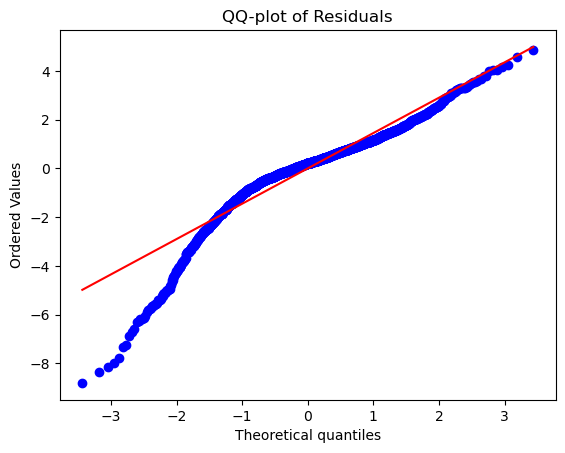 QQ-plot of Residuals
4
2
0
−2
−4
−6
−8
Ordered Values
−3 −2 −1 0 1 2 3
Theoretical quantiles